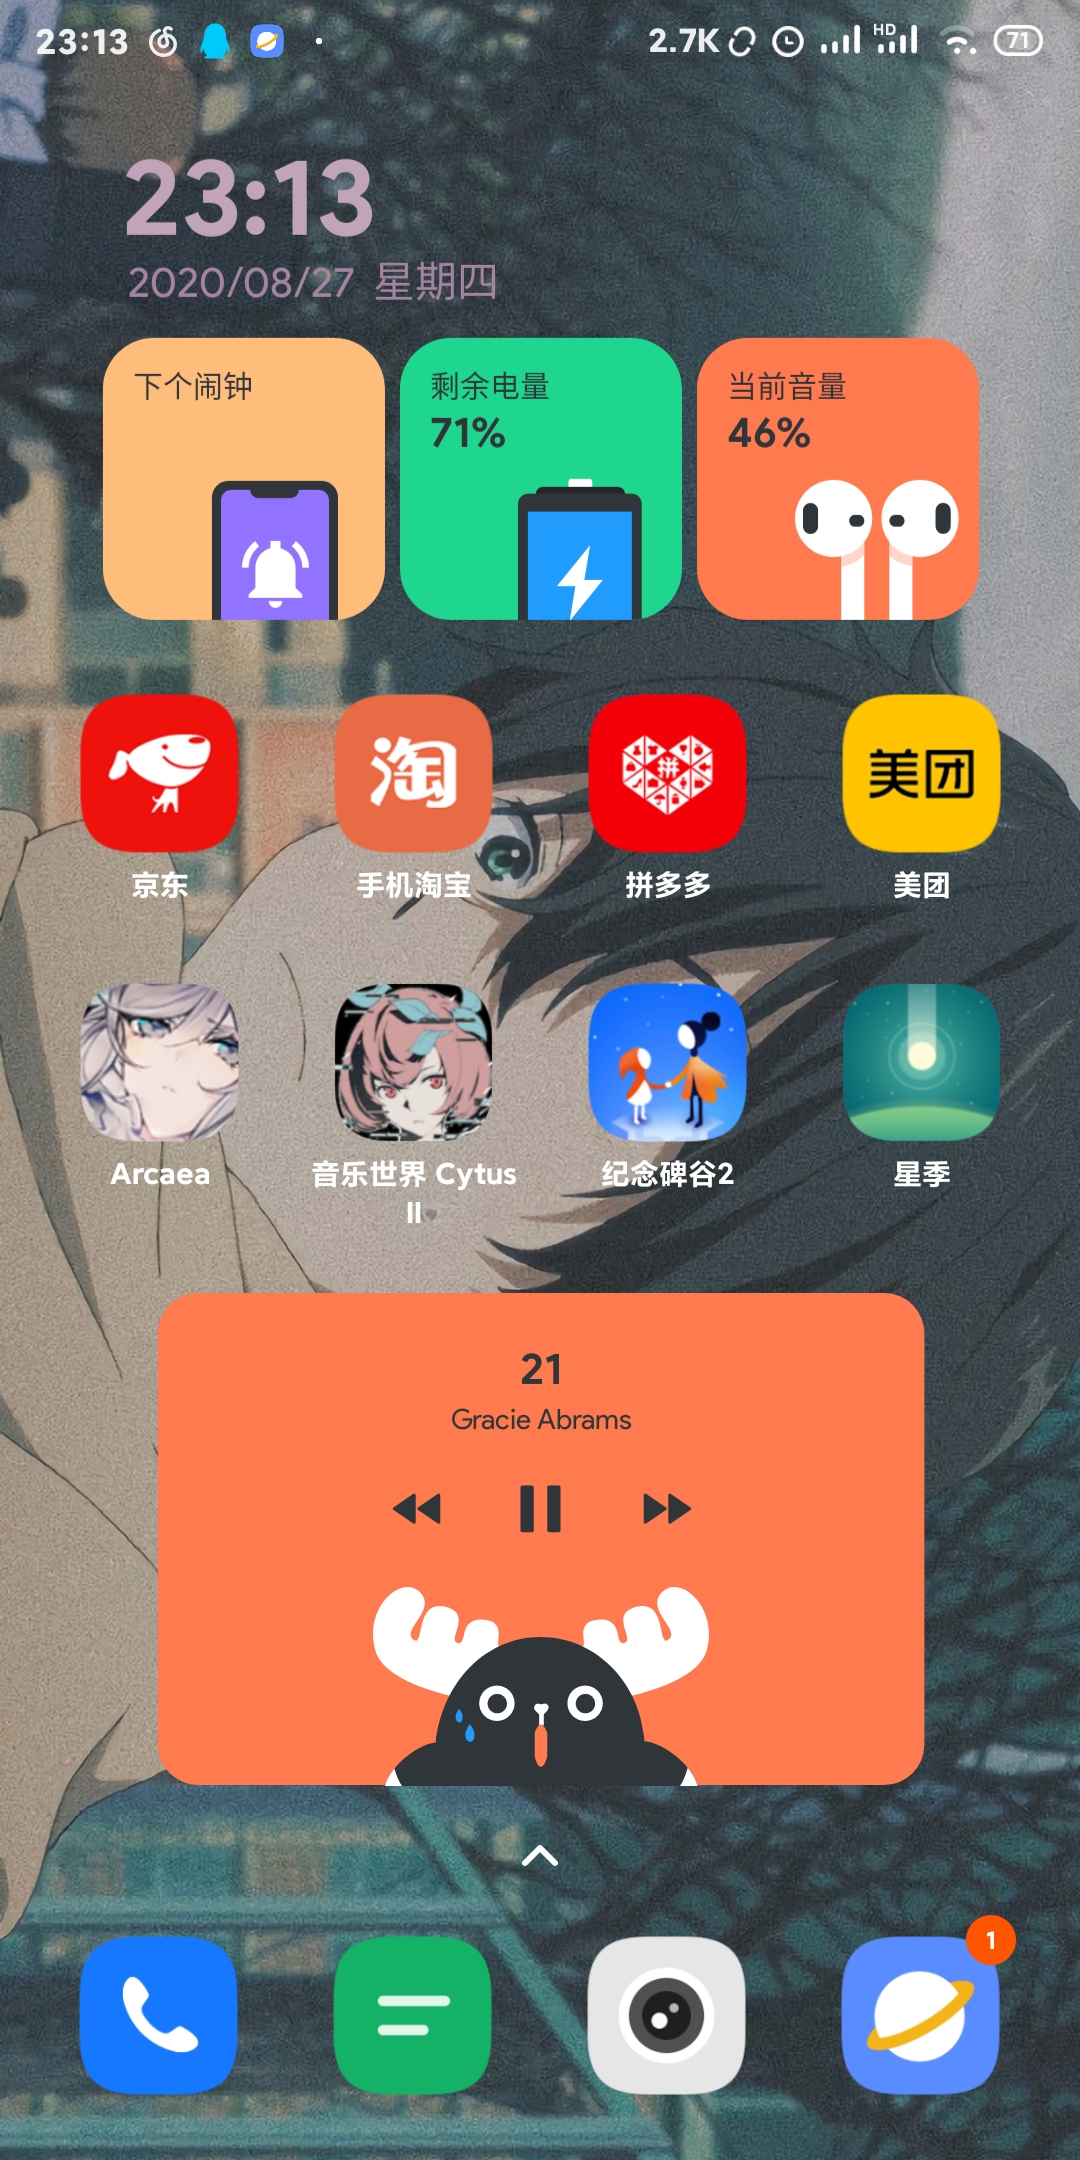 23:13
2.7K
HD
71
23:13
2020/08/27 星期四
下个闹钟
剩余电量
71%
当前音量
46%
淘
拼
美团
京东
手机淘宝
拼多多
美团
Arcaea
音乐世界 Cytus
II
纪念碑谷2
星季
21
Gracie Abrams
1